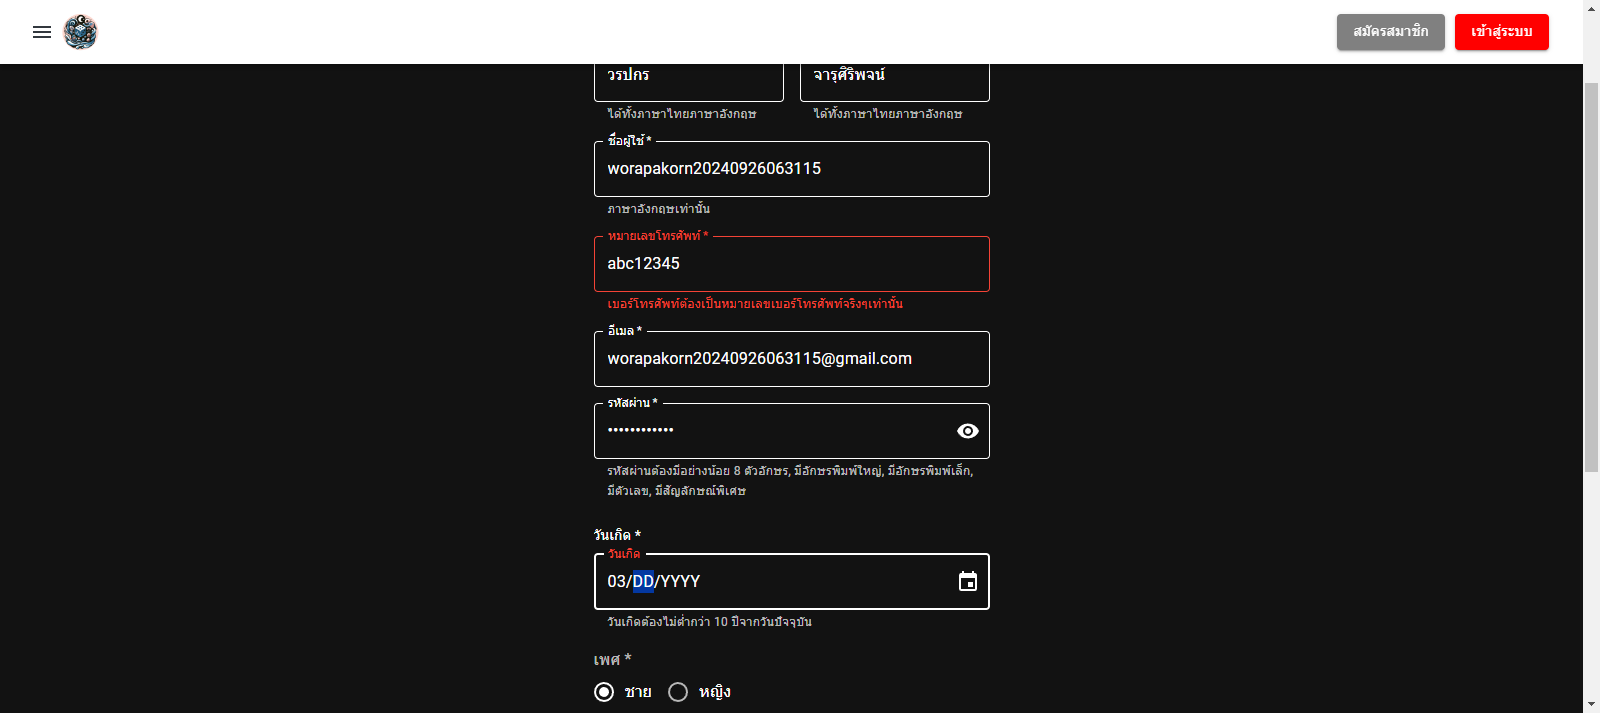 สมัครสมาชิก เข้าสู่ระบบ
วรปกร จารุศิริพจน์
ได้ทั้งภาษาไทยภาษาอังกฤษ ได้ทั้งภาษาไทยภาษาอังกฤษ
ชื่อผู้ใช้ *
worapakorn20240926063115
ภาษาอังกฤษเท่านั้น
หมายเลขโทรศัพท์ *
abc12345
เบอร์โทรศัพท์ต้องเป็นหมายเลขเบอร์โทรศัพท์จริงๆเท่านั้น
อีเมล *
worapakorn20240926063115@gmail.com
รหัสผ่าน *
••••••••••••
รหัสผ่านต้องมีอย่างน้อย 8 ตัวอักษร, มีอักษรพิมพ์ใหญ่, มีอักษรพิมพ์เล็ก,
มีตัวเลข, มีสัญลักษณ์พิเศษ
วันเกิด *
วันเกิด
03/DD/YYYY
วันเกิดต้องไม่ต่ำกว่า 10 ปีจากวันปัจจุบัน
เพศ *
ชาย หญิง